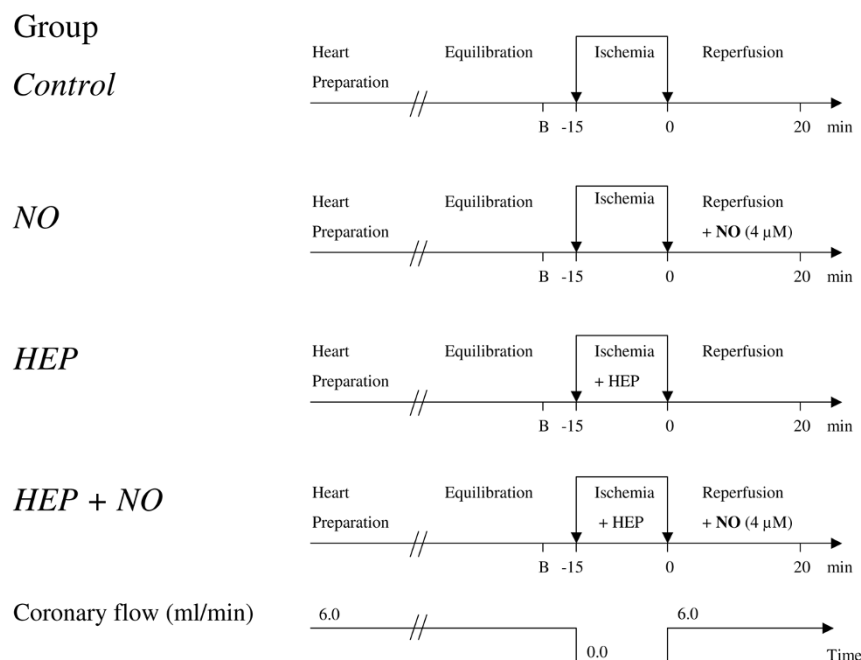 Group
Control
Heart Equilibration Ischemia Reperfusion
Preparation
B -15 0 20 min
NO
Heart Equilibration Ischemia Reperfusion
Preparation + NO (4 µM)
B -15 0 20 min
HEP
Heart Equilibration Ischemia Reperfusion
Preparation + HEP
B -15 0 20 min
HEP + NO
Heart Equilibration Ischemia Reperfusion
Preparation + HEP + NO (4 µM)
B -15 0 20 min
Coronary flow (ml/min) 6.0 6.0
0.0 Time